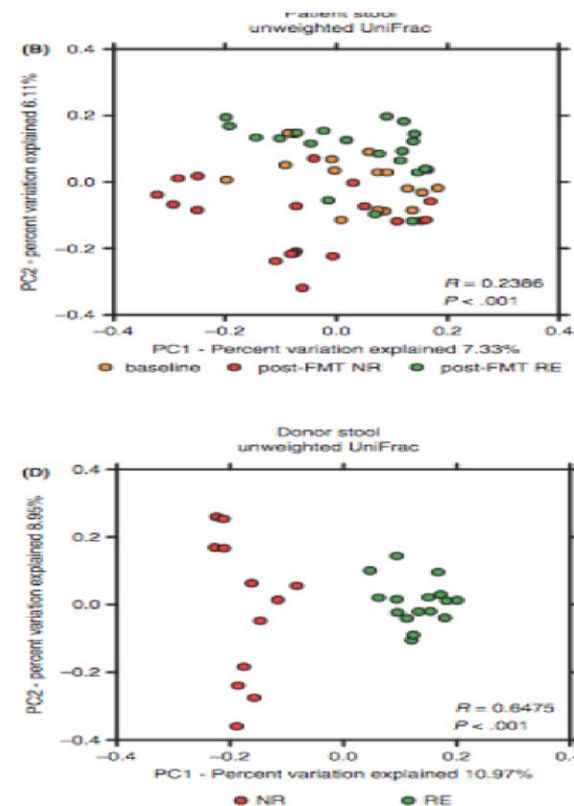 Patient stool
unweighted UniFrac
(B)
0.4
0.2
0.0
−0.2
−0.4
PC2 - percent variation explained 6.11%
R = 0.2386
P < .001
−0.4
−0.2
0.0
0.2
0.4
PC1 - Percent variation explained 7.33%
baseline post-FMT NR post-FMT RE
Donor stool
unweighted UniFrac
(D)
0.4
0.2
0.0
−0.2
−0.4
PC2 - percent variation explained 8.95%
R = 0.6475
P < .001
−0.4
−0.2
0.0
0.2
0.4
PC1 - Percent variation explained 10.97%
NR RE